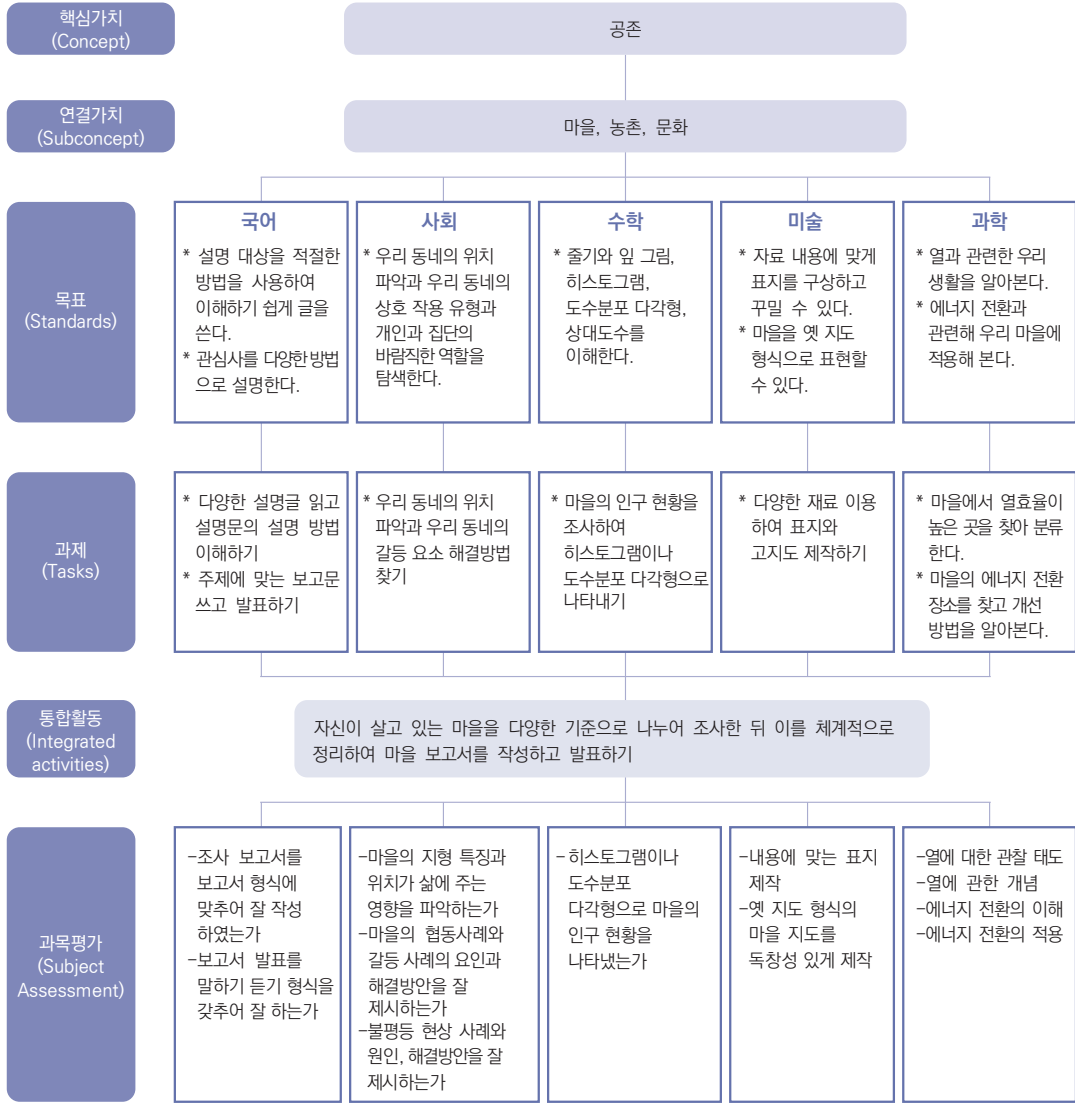 핵심가치
(Concept)
공존
연결가치
(Subconcept)
마을, 농촌, 문화
목표
(Standards)
국어
* 설명 대상을 적절한
방법을 사용하여
이해하기 쉽게 글을
쓴다.
* 관심사를 다양한 방법
으로 설명한다.
사회
* 우리 동네의 위치
파악과 우리 동네의
상호 작용 유형과
개인과 집단의
바람직한 역할을
탐색한다.
수학
* 줄기와 잎 그림,
히스토그램,
도수분포 다각형,
상대도수를
이해한다.
미술
* 자료 내용에 맞게
표지를 구상하고
꾸밀 수 있다.
* 마을을 옛 지도
형식으로 표현할
수 있다.
과학
* 열과 관련한 우리
생활을 알아본다.
* 에너지 전환과
관련해 우리 마을에
적용해 본다.
과제
(Tasks)
* 다양한 설명글 읽고
설명문의 설명 방법
이해하기
* 주제에 맞는 보고문
쓰고 발표하기
* 우리 동네의 위치
파악과 우리 동네의
갈등 요소 해결방법
찾기
* 마을의 인구 현황을
조사하여
히스토그램이나
도수분포 다각형으로
나타내기
* 다양한 재료 이용
하여 표지와
고지도 제작하기
* 마을에서 열효율이
높은 곳을 찾아 분류
한다.
* 마을의 에너지 전환
장소를 찾고 개선
방법을 알아본다.
통합활동
(Integrated
activities)
자신이 살고 있는 마을을 다양한 기준으로 나누어 조사한 뒤 이를 체계적으로
정리하여 마을 보고서를 작성하고 발표하기
과목평가
(Subject
Assessment)
-조사 보고서를
보고서 형식에
맞추어 잘 작성
하였는가
-보고서 발표를
말하기 듣기 형식을
갖추어 잘 하는가
-마을의 지형 특징과
위치가 삶에 주는
영향을 파악하는가
-마을의 협동사례와
갈등 사례의 요인과
해결방안을 잘
제시하는가
-불평등 현상 사례와
원인, 해결방안을 잘
제시하는가
- 히스토그램이나
도수분포
다각형으로 마을의
인구 현황을
나타냈는가
-내용에 맞는 표지
제작
-옛 지도 형식의
마을 지도를
독창성 있게 제작
-열에 대한 관찰 태도
-열에 관한 개념
-에너지 전환의 이해
-에너지 전환의 적용